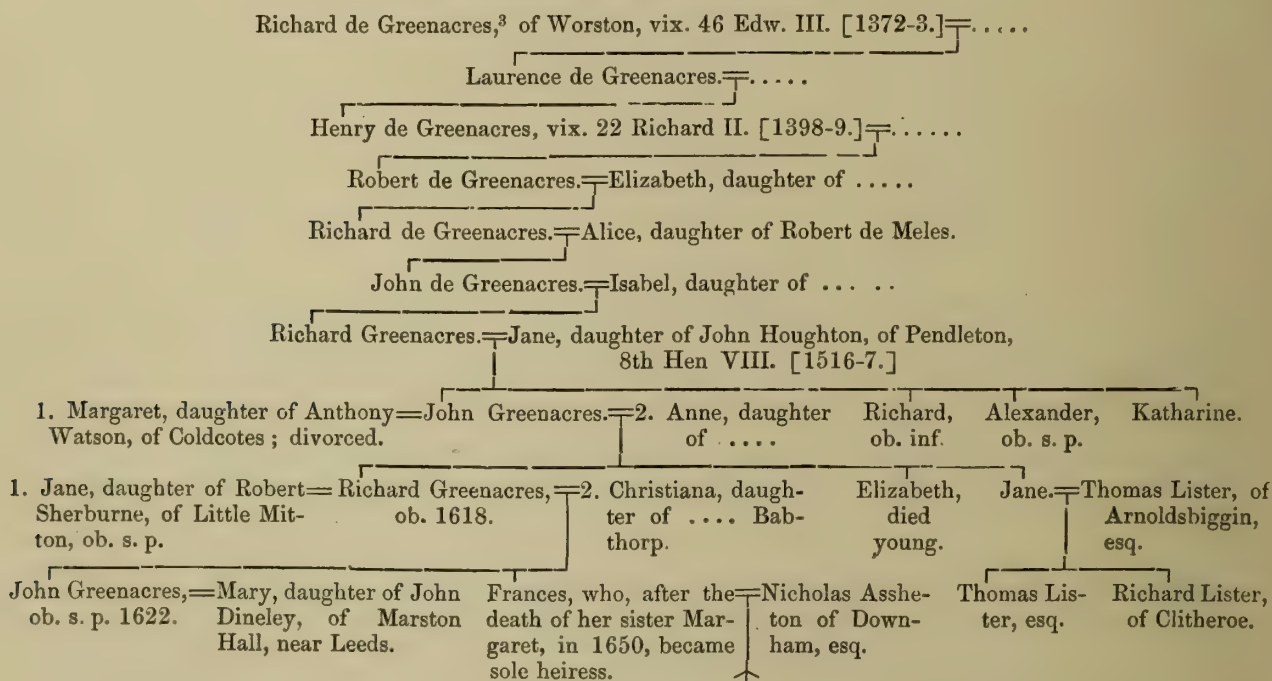 Richard de Greenacres,³ of Worston, vix. 46 Edw. III. [1372-3.]=.....
Laurence de Greenacres.=.....
Henry de Greenacres, vix. 22 Richard II. [1398-9.]=......
Robert de Greenacres.=Elizabeth, daughter of .....
Richard de Greenacres.=Alice, daughter of Robert de Meles.
John de Greenacres.=Isabel, daughter of ... ..
Richard Greenacres.=Jane, daughter of John Houghton, of Pendleton,
8th Hen VIII. [1516-7.]
1. Margaret, daughter of Anthony=John Greenacres.=2. Anne, daughter Richard, Alexander, Katharine.
Watson, of Coldcotes ; divorced. of .... ob. inf. ob. s. p.
1. Jane, daughter of Robert=Richard Greenacres,=2. Christiana, daugh- Elizabeth, Jane.=Thomas Lister, of
Sherburne, of Little Mit- ob. 1618. ter of .... Bab- died Arnoldsbiggin,
ton, ob. s. p. thorp. young. esq.
John Greenacres,=Mary, daughter of John Frances, who, after the=Nicholas Asshe- Thomas Lis- Richard Lister,
ob. s. p. 1622. Dineley, of Marston death of her sister Mar- ton of Down- ter, esq. of Clitheroe.
Hall, near Leeds. garet, in 1650, became ham, esq.
sole heiress.